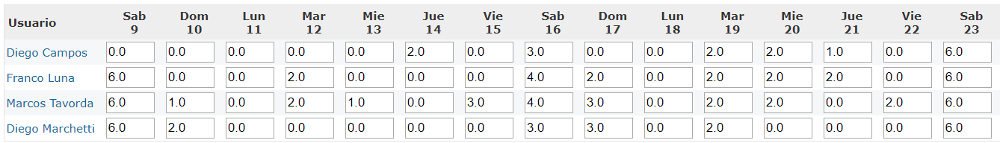 Usuario Sab 9 Dom 10 Lun 11 Mar 12 Mie 13 Jue 14 Vie 15 Sab 16 Dom 17 Lun 18 Mar 19 Mie 20 Jue 21 Vie 22 Sab 23
Diego Campos 0.0 0.0 0.0 0.0 0.0 2.0 0.0 3.0 0.0 0.0 2.0 2.0 1.0 0.0 6.0
Franco Luna 6.0 0.0 0.0 2.0 0.0 0.0 0.0 4.0 2.0 0.0 2.0 2.0 2.0 0.0 6.0
Marcos Tavorda 6.0 1.0 0.0 2.0 1.0 0.0 3.0 4.0 3.0 0.0 2.0 2.0 0.0 2.0 6.0
Diego Marchetti 6.0 2.0 0.0 0.0 0.0 0.0 0.0 3.0 3.0 0.0 2.0 0.0 0.0 0.0 6.0